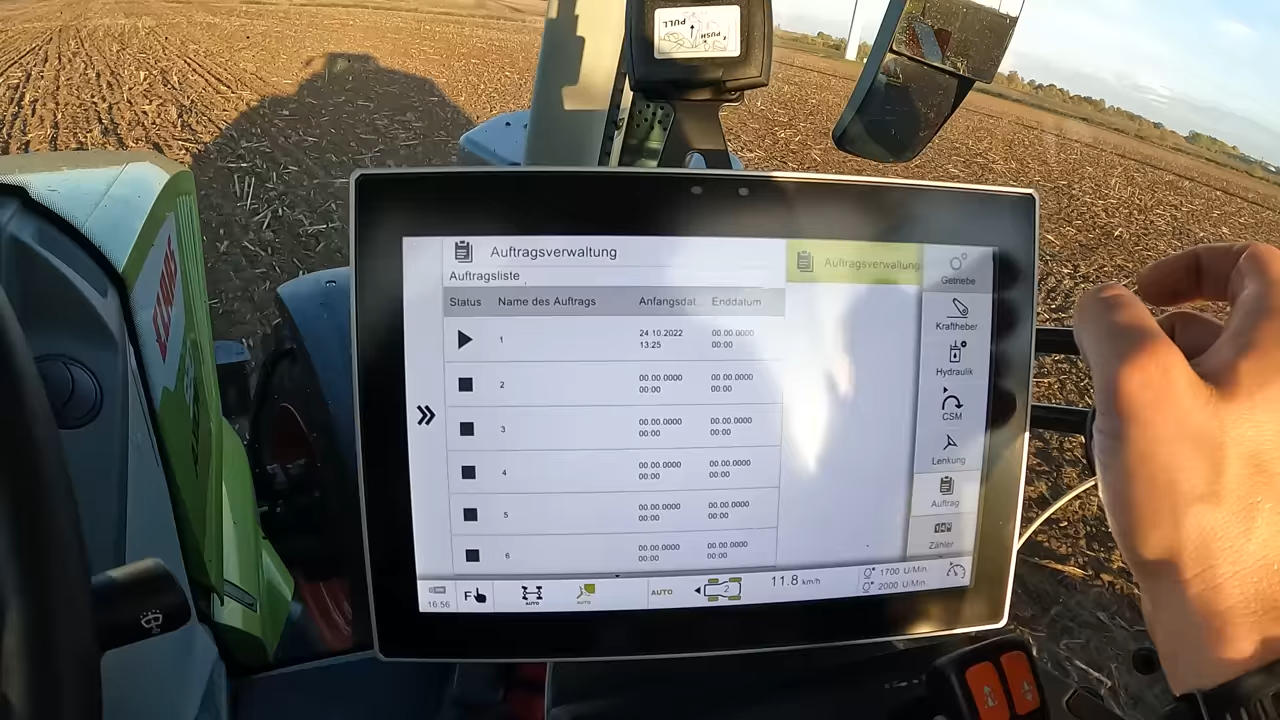 PULL
PUSH
CLAAS
Auftragsverwaltung
Auftragsliste
Status Name des Auftrags Anfangsdat Enddatum
1 24.10.2022 00.00.0000
13:25 00:00
2 00.00.0000 00.00.0000
00:00 00:00
3 00.00.0000 00.00.0000
00:00 00:00
4 00.00.0000 00.00.0000
00:00 00:00
5 00.00.0000 00.00.0000
00:00 00:00
6 00.00.0000 00.00.0000
00:00 00:00
Auftragsverwaltung
Getriebe
Kraftheber
Hydraulik
CSM
Lenkung
Auftrag
Zähler
16:56 F AUTO AUTO AUTO 2 11.8 km/h
1700 U/Min.
2000 U/Min.